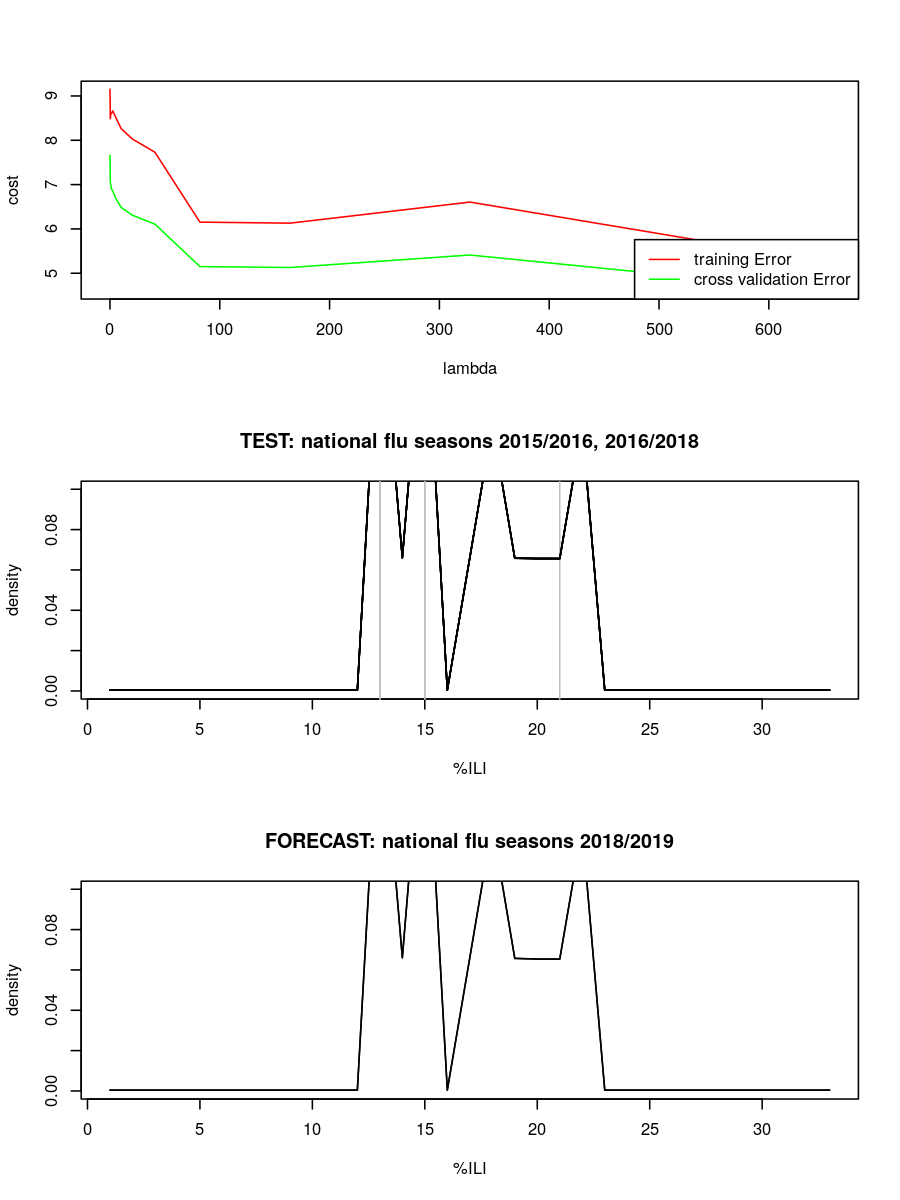 9
8
7
6
5
cost
training Error
cross validation Error
0 100 200 300 400 500 600
lambda
TEST: national flu seasons 2015/2016, 2016/2018
0.08
0.04
0.00
density
0 5 10 15 20 25 30
%ILI
FORECAST: national flu seasons 2018/2019
0.08
0.04
0.00
density
0 5 10 15 20 25 30
%ILI